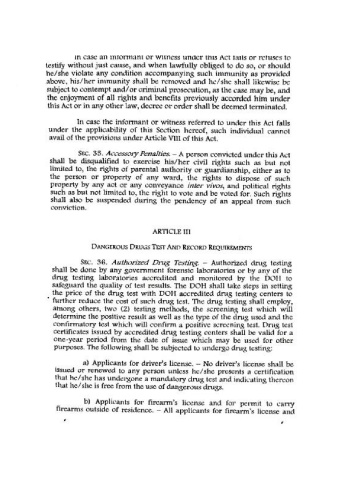 In case an informant or witness under this Act fails or refuses to
testify without just cause, and when lawfully obliged to do so, or should
he/she violate any condition accompanying such immunity as provided
above, his/her immunity shall be removed and he/she shall likewise be
subject to contempt and/or criminal prosecution, as the case may be, and
the enjoyment of all rights and benefits previously accorded him under
this Act or in any other law, decree or order shall be deemed terminated.
In case the informant or witness referred to under this Act falls
under the applicability of this Section hereof, such individual cannot
avail of the provisions under Article VIII of this Act.
SEC. 35. Accessory Penalties. – A person convicted under this Act
shall be disqualified to exercise his/her civil rights such as but not
limited to, the rights of parental authority or guardianship, either as to
the person or property of any ward, the rights to dispose of such
property by any act or any conveyance inter vivos, and political rights
such as but not limited to, the right to vote and be voted for. Such rights
shall also be suspended during the pendency of an appeal from such
conviction.
ARTICLE III
DANGEROUS DRUGS TEST AND RECORD REQUIREMENTS
SEC. 36. Authorized Drug Testing. – Authorized drug testing
shall be done by any government forensic laboratories or by any of the
drug testing laboratories accredited and monitored by the DOH to
safeguard the quality of test results. The DOH shall take steps in setting
the price of the drug test with DOH accredited drug testing centers to
further reduce the cost of such drug test. The drug testing shall employ,
among others, two (2) testing methods, the screening test which will
determine the positive result as well as the type of the drug used and the
confirmatory test which will confirm a positive screening test. Drug test
certificates issued by accredited drug testing centers shall be valid for a
one-year period from the date of issue which may be used for other
purposes. The following shall be subjected to undergo drug testing:
a) Applicants for driver's license. – No driver's license shall be
issued or renewed to any person unless he/she presents a certification
that he/she has undergone a mandatory drug test and indicating thereon
that he/she is free from the use of dangerous drugs.
b) Applicants for firearm's license and for permit to carry
firearms outside of residence. – All applicants for firearm's license and